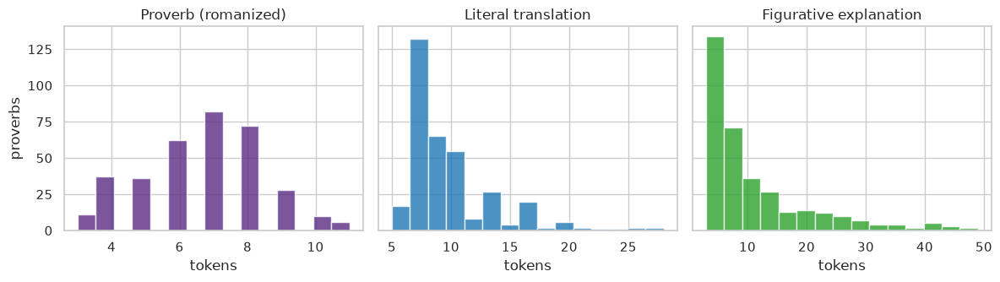 Proverb (romanized) Literal translation Figurative explanation
125
100
75
50
25
0
proverbs
4 6 8 10 5 10 15 20 25 10 20 30 40 50
tokens tokens tokens